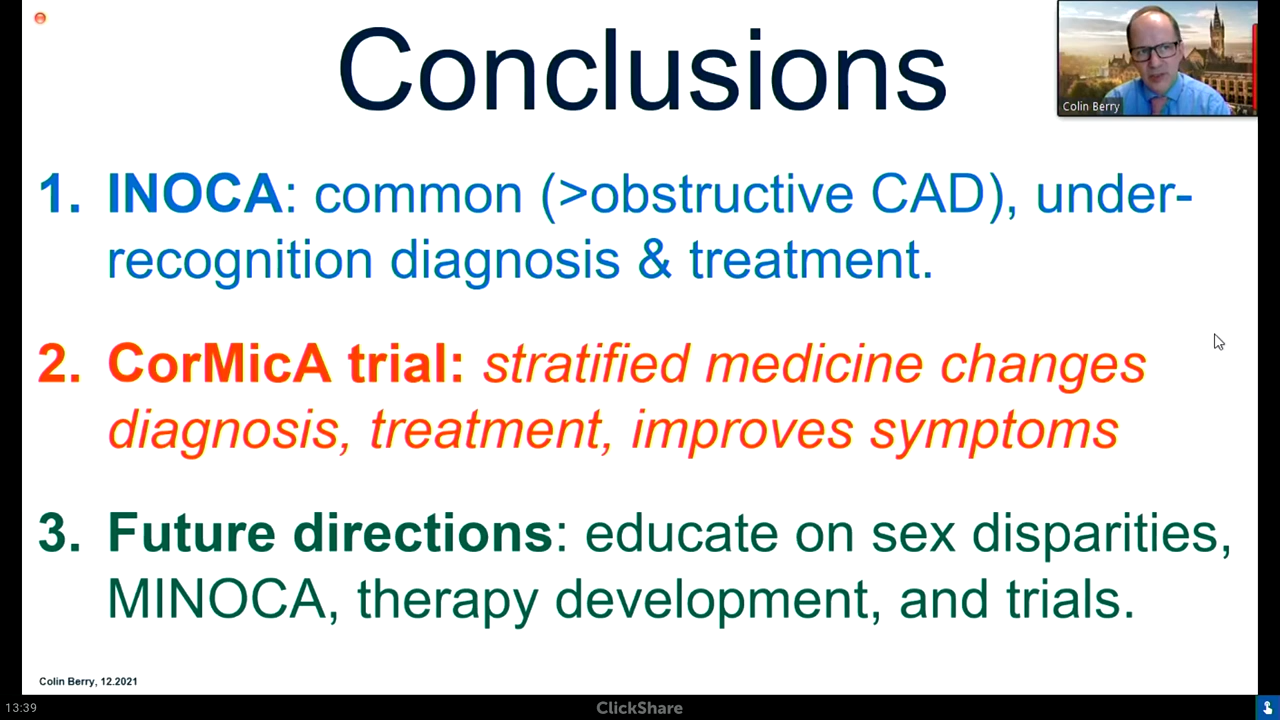 Conclusions
Colin Berry
1. INOCA: common (>obstructive CAD), under-
recognition diagnosis & treatment.
2. CorMicA trial: stratified medicine changes
diagnosis, treatment, improves symptoms
3. Future directions: educate on sex disparities,
MINOCA, therapy development, and trials.
Colin Berry, 12.2021
13:39
ClickShare